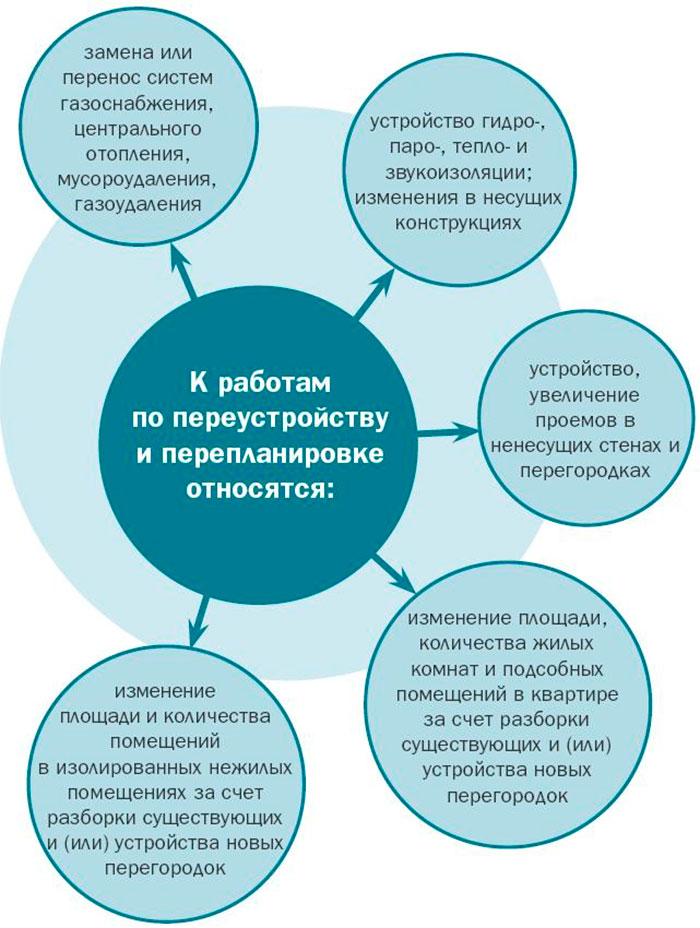 замена или
перенос систем
газоснабжения,
центрального
отопления,
мусороудаления,
газоудаления
устройство гидро-,
паро-, тепло- и
звукоизоляции;
изменения в несущих
конструкциях
К работам
по переустройству
и перепланировке
относятся:
устройство,
увеличение
проемов в
ненесущих стенах и
перегородках
изменение площади,
количества жилых
комнат и подсобных
помещений в квартире
за счет разборки
существующих и (или)
устройства новых
перегородок
изменение
площади и количества
помещений
в изолированных нежилых
помещениях за счет
разборки существующих
и (или) устройства новых
перегородок